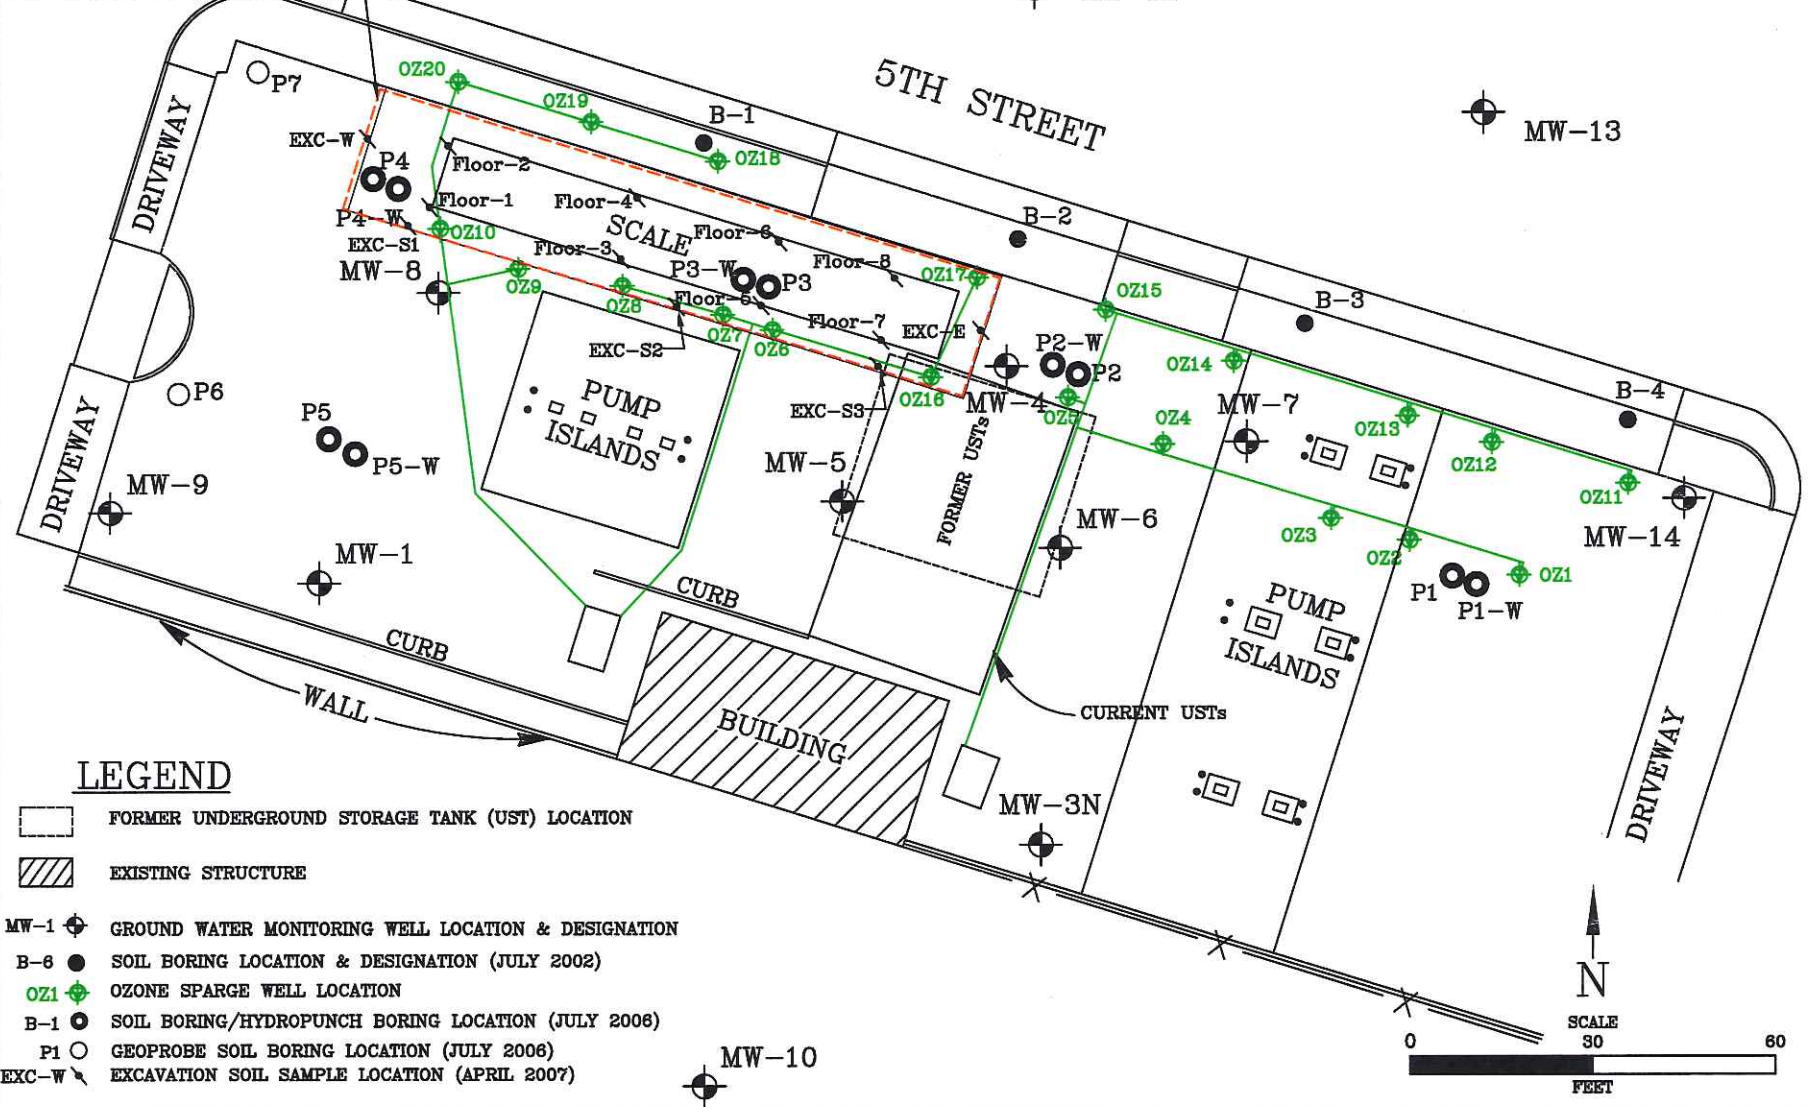 5TH STREET
MW-13
P7
OZ20
OZ19
B-1
OZ18
DRIVEWAY
EXC-W
P4
Floor-2
Floor-1
Floor-4
SCALE
Floor-6
Floor-3
Floor-8
P4-W
EXC-S1
OZ10
MW-8
OZ9
OZ8
P3-W
P3
Floor-5
OZ7
OZ6
Floor-7
OZ17
EXC-E
B-2
OZ15
B-3
B-4
P2-W
P2
OZ14
EXC-S2
EXC-S3
OZ16
MW-4
OZ5
OZ4
MW-7
OZ13
OZ12
OZ11
MW-14
P6
P5
P5-W
DRIVEWAY
MW-9
MW-1
PUMP
ISLANDS
MW-5
FORMER USTs
MW-6
OZ3
OZ2
OZ1
P1
P1-W
PUMP
ISLANDS
CURB
CURB
WALL
BUILDING
CURRENT USTs
MW-3N
DRIVEWAY
LEGEND
FORMER UNDERGROUND STORAGE TANK (UST) LOCATION
EXISTING STRUCTURE
MW-1 GROUND WATER MONITORING WELL LOCATION & DESIGNATION
B-6 SOIL BORING LOCATION & DESIGNATION (JULY 2002)
OZ1 OZONE SPARGE WELL LOCATION
B-1 SOIL BORING/HYDROPUNCH BORING LOCATION (JULY 2006)
P1 GEOPROBE SOIL BORING LOCATION (JULY 2006)
EXC-W EXCAVATION SOIL SAMPLE LOCATION (APRIL 2007)
MW-10
N
SCALE
0 30 60
FEET